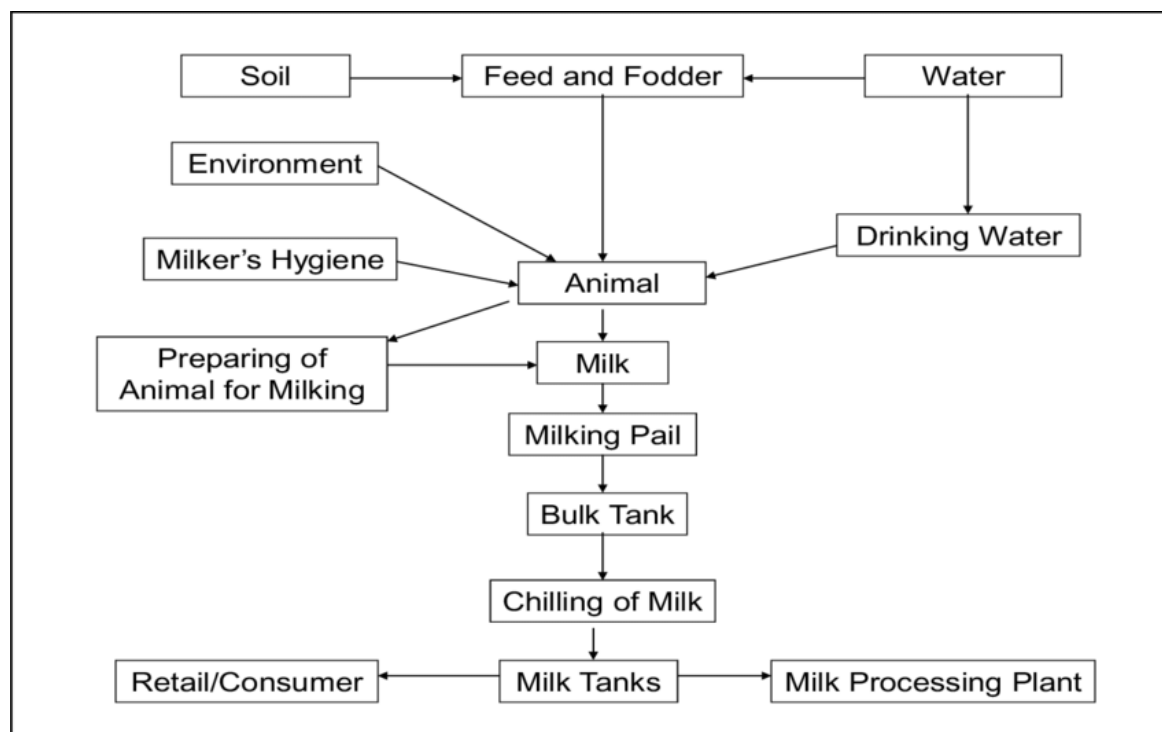 Soil
Feed and Fodder
Water
Environment
Drinking Water
Milker's Hygiene
Animal
Preparing of
Animal for Milking
Milk
Milking Pail
Bulk Tank
Chilling of Milk
Retail/Consumer
Milk Tanks
Milk Processing Plant